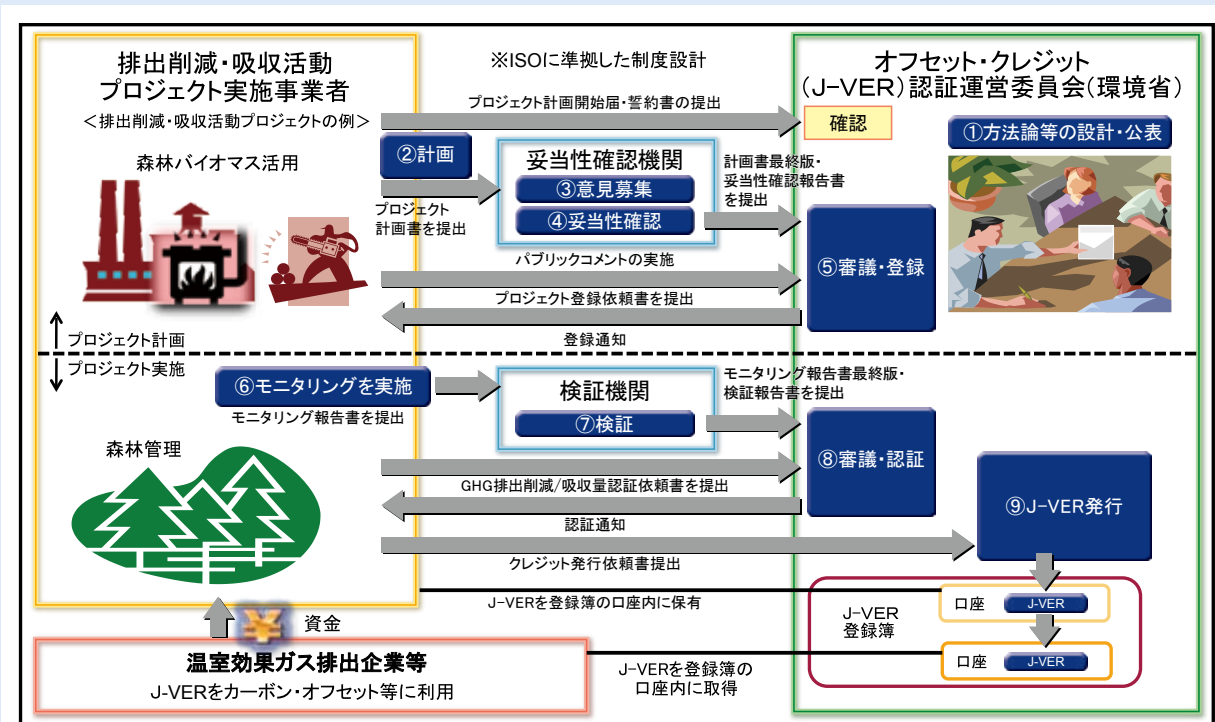 排出削減・吸収活動
プロジェクト実施事業者
＜排出削減・吸収活動プロジェクトの例＞
森林バイオマス活用
※ISOに準拠した制度設計
オフセット・クレジット
（J-VER）認証運営委員会(環境省)
プロジェクト計画開始届・誓約書の提出
確認
①方法論等の設計・公表
②計画
プロジェクト
計画書を提出
妥当性確認機関
③意見募集
④妥当性確認
計画書最終版・
妥当性確認報告書
を提出
⑤審議・登録
パブリックコメントの実施
プロジェクト登録依頼書を提出
登録通知
プロジェクト計画
プロジェクト実施
⑥モニタリングを実施
モニタリング報告書を提出
検証機関
⑦検証
モニタリング報告書最終版・
検証報告書を提出
⑧審議・認証
森林管理
GHG排出削減/吸収量認証依頼書を提出
認証通知
クレジット発行依頼書提出
⑨J-VER発行
J-VERを登録簿の口座内に保有
J-VER
登録簿
口座 J-VER
口座 J-VER
¥
資金
温室効果ガス排出企業等
J-VERをカーボン・オフセット等に利用
J-VERを登録簿の
口座内に取得